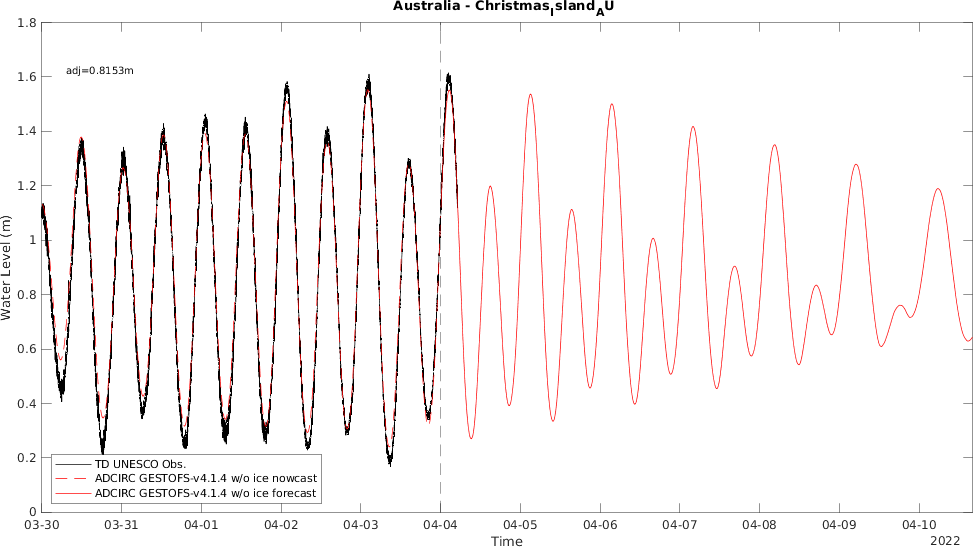 Australia - Christmas_Island_AU
1.8
adj=0.8153m
1.6
1.4
1.2
1
0.8
0.6
0.4
0.2
0
Water Level (m)
TD UNESCO Obs.
ADCIRC GESTOFS-v4.1.4 w/o ice nowcast
ADCIRC GESTOFS-v4.1.4 w/o ice forecast
03-30 03-31 04-01 04-02 04-03 04-04 04-05 04-06 04-07 04-08 04-09 04-10
Time
2022